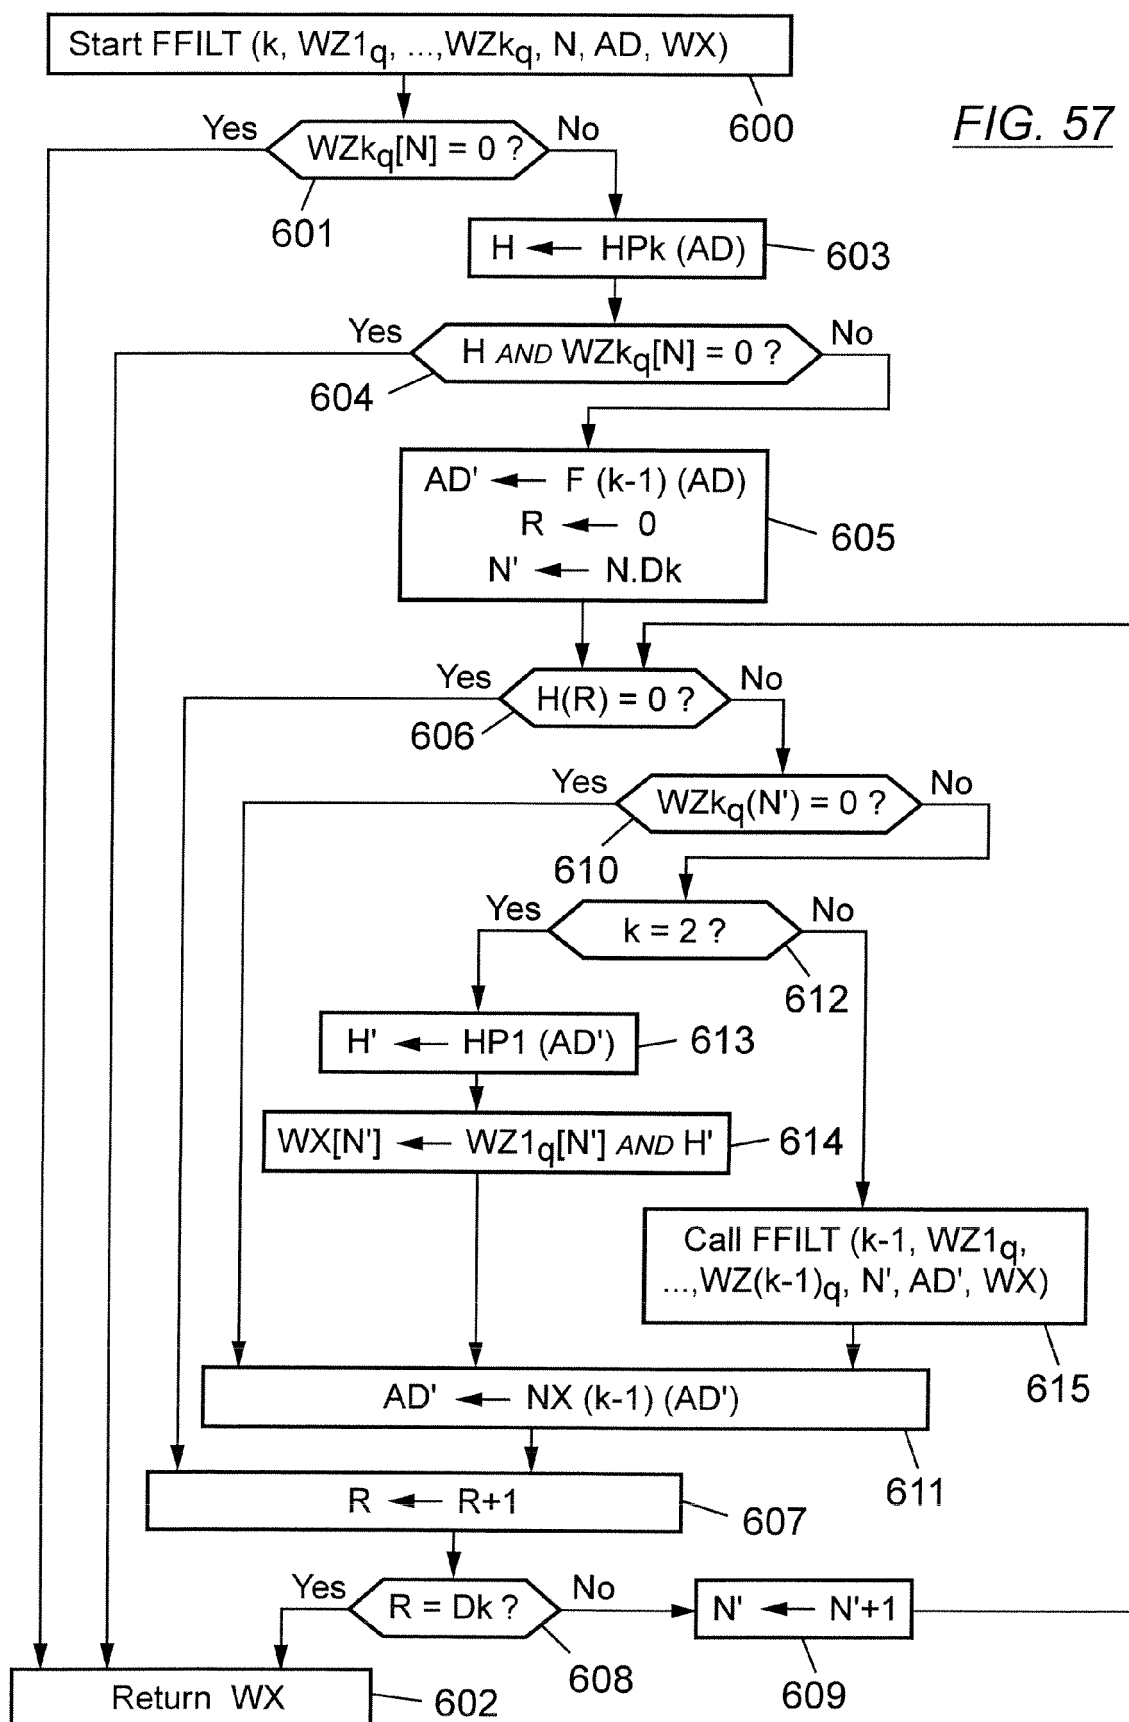 Start FFILT (k, WZ1q, ...,WZkq, N, AD, WX)
600
FIG. 57
Yes
WZkq[N] = 0 ?
No
601
H ← HPk (AD)
603
Yes
H AND WZkq[N] = 0 ?
No
604
AD' ← F (k-1) (AD)
R ← 0
N' ← N.Dk
605
Yes
H(R) = 0 ?
No
606
Yes
WZkq(N') = 0 ?
No
610
Yes
k = 2 ?
No
612
H' ← HP1 (AD')
613
WX[N'] ← WZ1q[N'] AND H'
614
Call FFILT (k-1, WZ1q,
...,WZ(k-1)q, N', AD', WX)
615
AD' ← NX (k-1) (AD')
611
R ← R+1
607
Yes
R = Dk ?
No
608
N' ← N'+1
609
Return WX
602